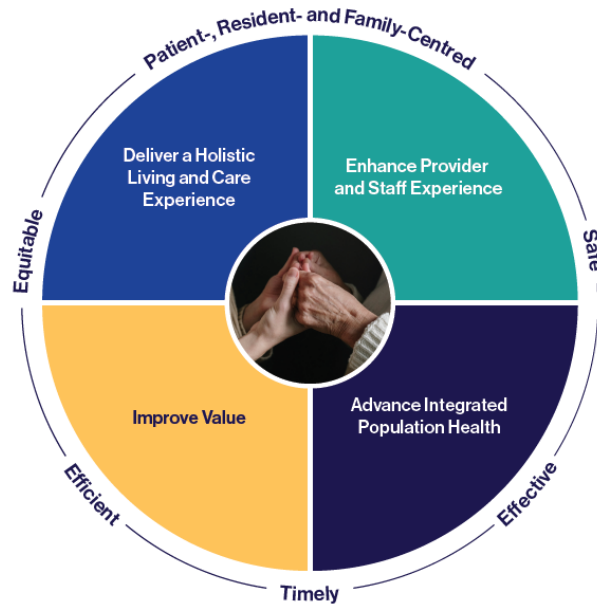 Patient-, Resident- and Family-Centred
Deliver a Holistic
Living and Care
Experience
Enhance Provider
and Staff Experience
Equitable
Safe
Improve Value
Advance Integrated
Population Health
Efficient
Effective
Timely